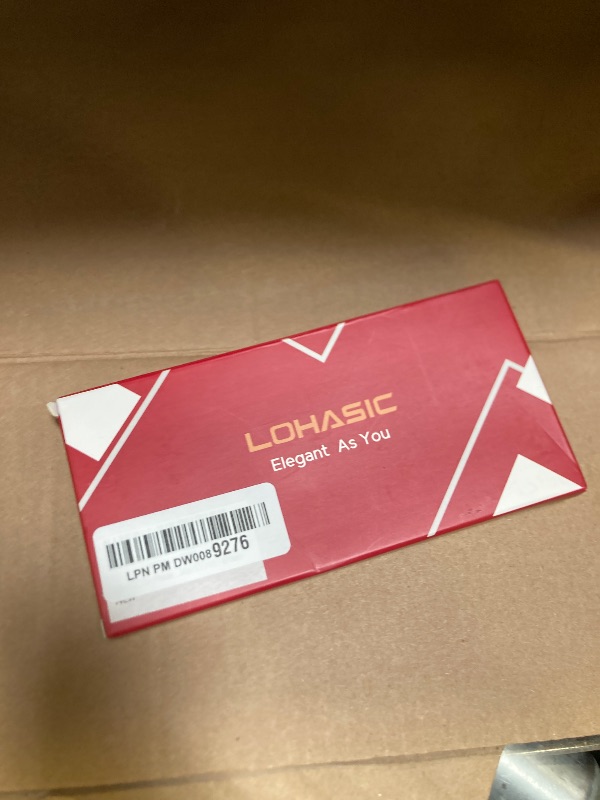 LOHASIC
Elegant As You
LPN PM DW0089276